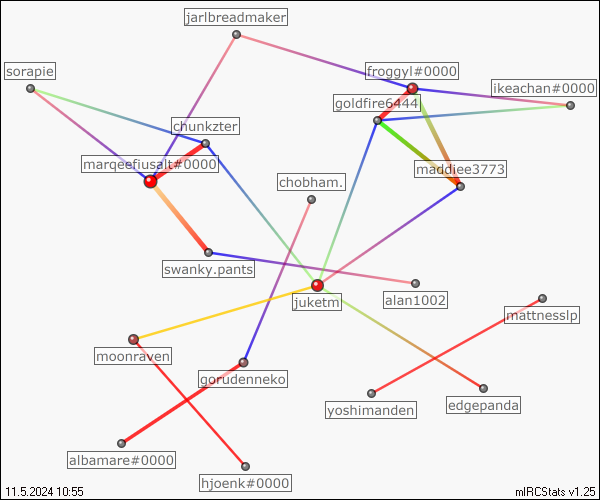 jarlbreadmaker
sorapie
froggyl#0000
ikeachan#0000
goldfire6444
chunkzter
marqeefiusalt#0000
maddiee3773
chobham.
swanky.pants
juketm
alan1002
mattnesslp
moonraven
gorudenneko
yoshimanden
edgepanda
albamare#0000
hjoenk#0000
11.5.2024 10:55
mIRCStats v1.25